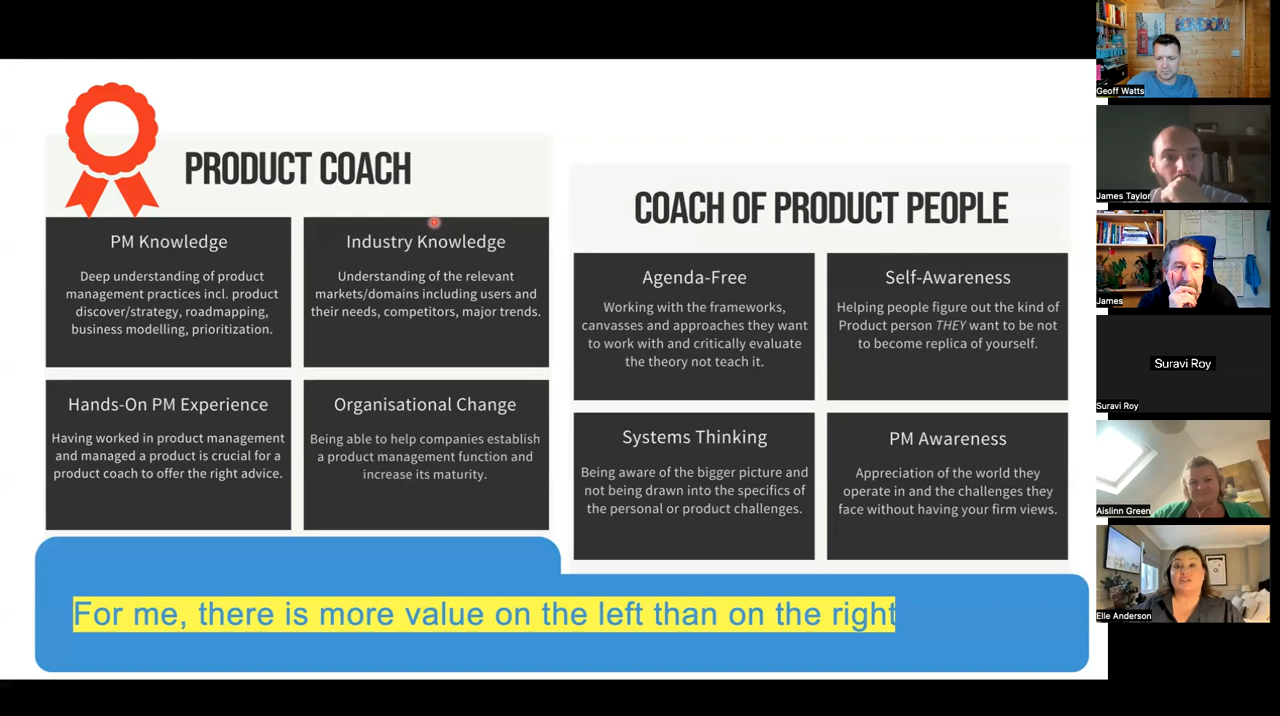 PRODUCT COACH
PM Knowledge
Deep understanding of product
management practices incl. product
discover/strategy, roadmapping,
business modelling, prioritization.
Industry Knowledge
Understanding of the relevant
markets/domains including users and
their needs, competitors, major trends.
Hands-On PM Experience
Having worked in product management
and managed a product is crucial for a
product coach to offer the right advice.
Organisational Change
Being able to help companies establish
a product management function and
increase its maturity.
COACH OF PRODUCT PEOPLE
Agenda-Free
Working with the frameworks,
canvasses and approaches they want
to work with and critically evaluate
the theory not teach it.
Self-Awareness
Helping people figure out the kind of
Product person THEY want to be not
to become replica of yourself.
Systems Thinking
Being aware of the bigger picture and
not being drawn into the specifics of
the personal or product challenges.
PM Awareness
Appreciation of the world they
operate in and the challenges they
face without having your firm views.
For me, there is more value on the left than on the right
LONDON
Geoff Watts
James Taylor
James
Suravi Roy
Suravi Roy
Aislinn Green
Elle Anderson